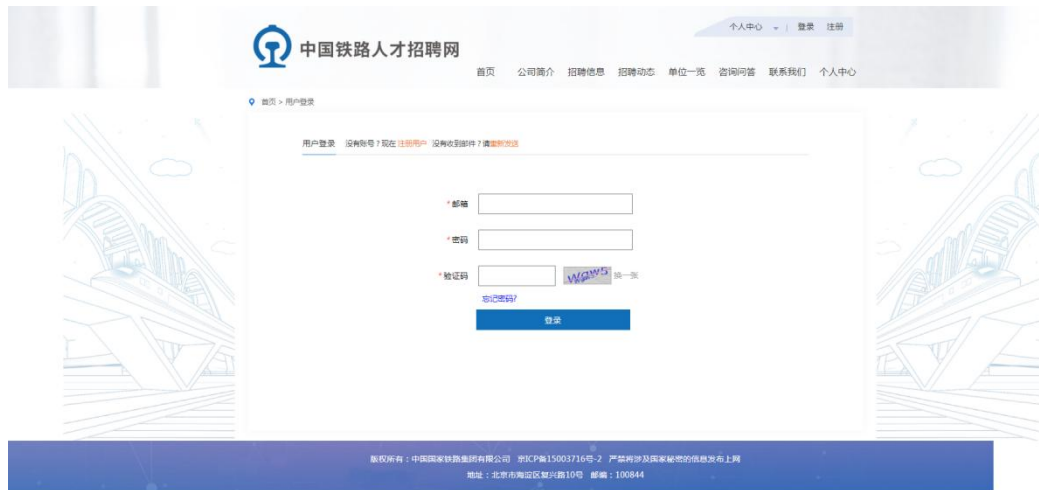 个人中心 | 登录 注册
中国铁路人才招聘网
首页 公司简介 招聘信息 招聘动态 单位一览 咨询问答 联系我们 个人中心
首页 > 用户登录
用户登录 没有账号?现在 注册用户 没有收到邮件?请重新发送
*邮箱
*密码
*验证码 WQW5 换一张
忘记密码?
登录
版权所有:中国国家铁路集团有限公司 京ICP备15003716号-2 严禁将涉及国家秘密的信息发布上网
地址:北京市海淀区复兴路10号 邮编:100844